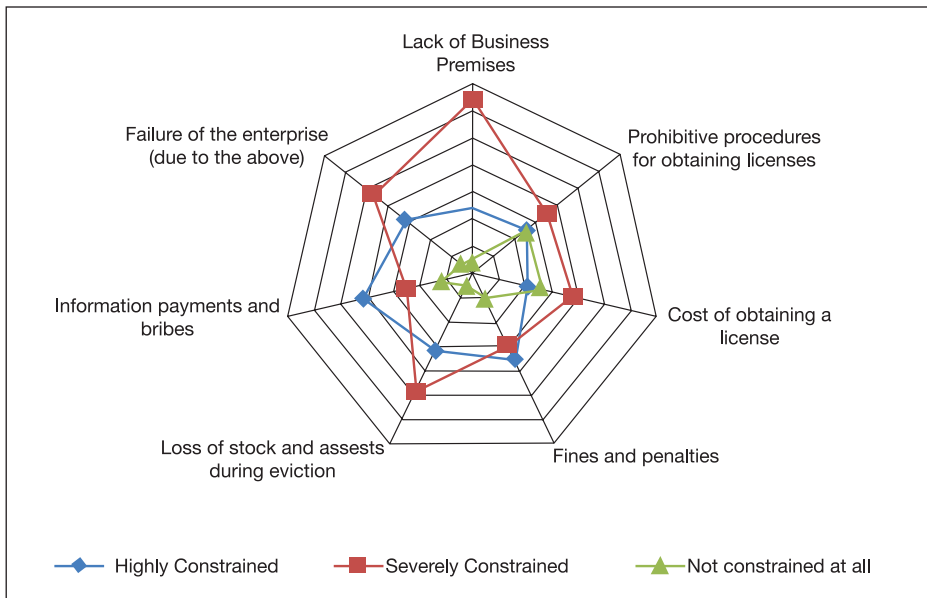 Lack of Business
Premises
Prohibitive procedures
for obtaining licenses
Cost of obtaining a
license
Fines and penalties
Loss of stock and assests
during eviction
Information payments and
bribes
Failure of the enterprise
(due to the above)
Highly Constrained
Severely Constrained
Not constrained at all